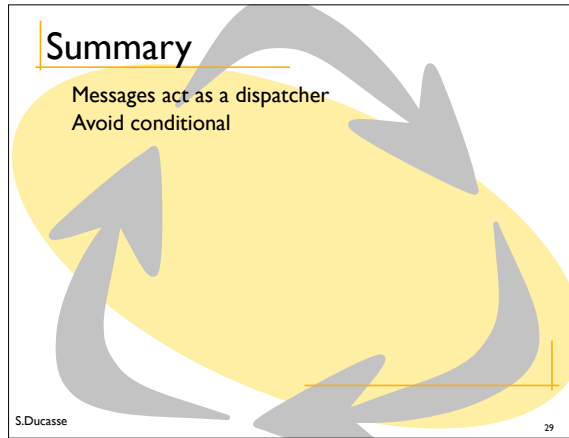 Summary
Messages act as a dispatcher
Avoid conditional
S.Ducasse
29